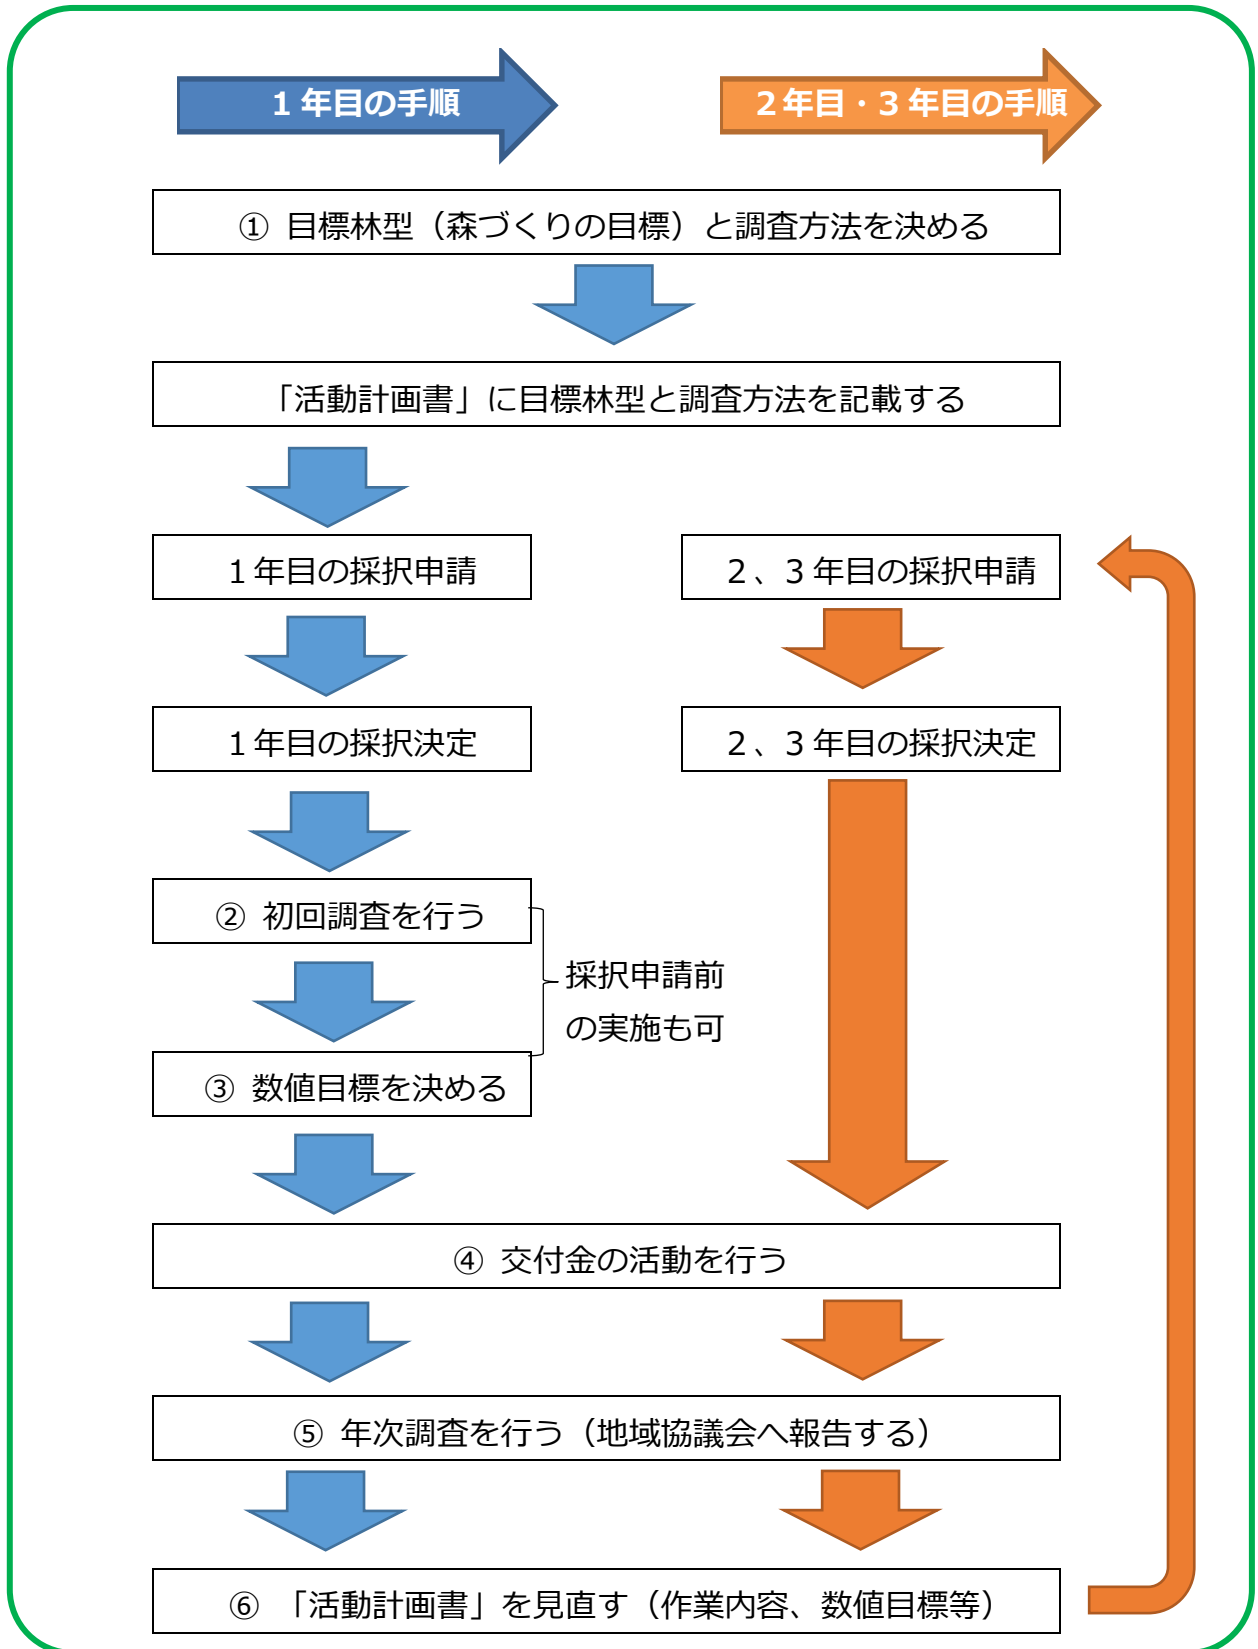 1年目の手順
2年目・3年目の手順
① 目標林型（森づくりの目標）と調査方法を決める
「活動計画書」に目標林型と調査方法を記載する
1年目の採択申請
2、3年目の採択申請
1年目の採択決定
2、3年目の採択決定
② 初回調査を行う
採択申請前
の実施も可
③ 数値目標を決める
④ 交付金の活動を行う
⑤ 年次調査を行う（地域協議会へ報告する）
⑥ 「活動計画書」を見直す（作業内容、数値目標等）